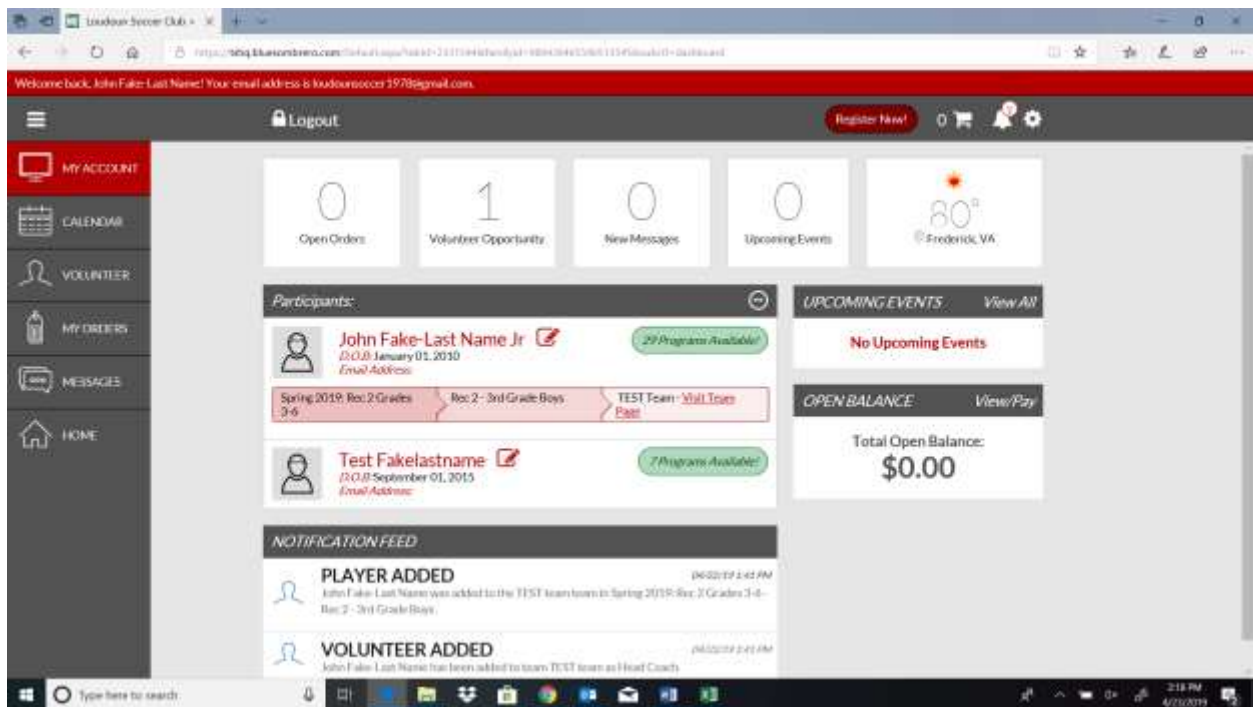 Loudoun Soccer Club
Welcome back, John Fake-Last Name! Your email address is loudounsoccer1978@gmail.com.
Logout
Register Now!
0
MY ACCOUNT
CALENDAR
VOLUNTEER
MY ORDERS
MESSAGES
HOME
0
Open Orders
1
Volunteer Opportunity
0
New Messages
0
Upcoming Events
80°
Frederick, VA
Participants:
John Fake-Last Name Jr
D.O.B: January 01, 2010
Email Address:
29 Programs Available!
Spring 2019: Rec 2 Grades
3-6
Rec 2 - 3rd Grade Boys
TEST Team - Visit Team
Page
Test Fakelastname
D.O.B: September 01, 2015
Email Address:
7 Programs Available!
UPCOMING EVENTS View All
No Upcoming Events
OPEN BALANCE View/Pay
Total Open Balance:
$0.00
NOTIFICATION FEED
PLAYER ADDED
John Fake-Last Name was added to the TEST team team in Spring 2019: Rec 2 Grades 3-6-
Rec 2 - 3rd Grade Boys.
VOLUNTEER ADDED
John Fake-Last Name has been added to team TEST team as Head Coach
Type here to search
2:18 PM
4/23/2019